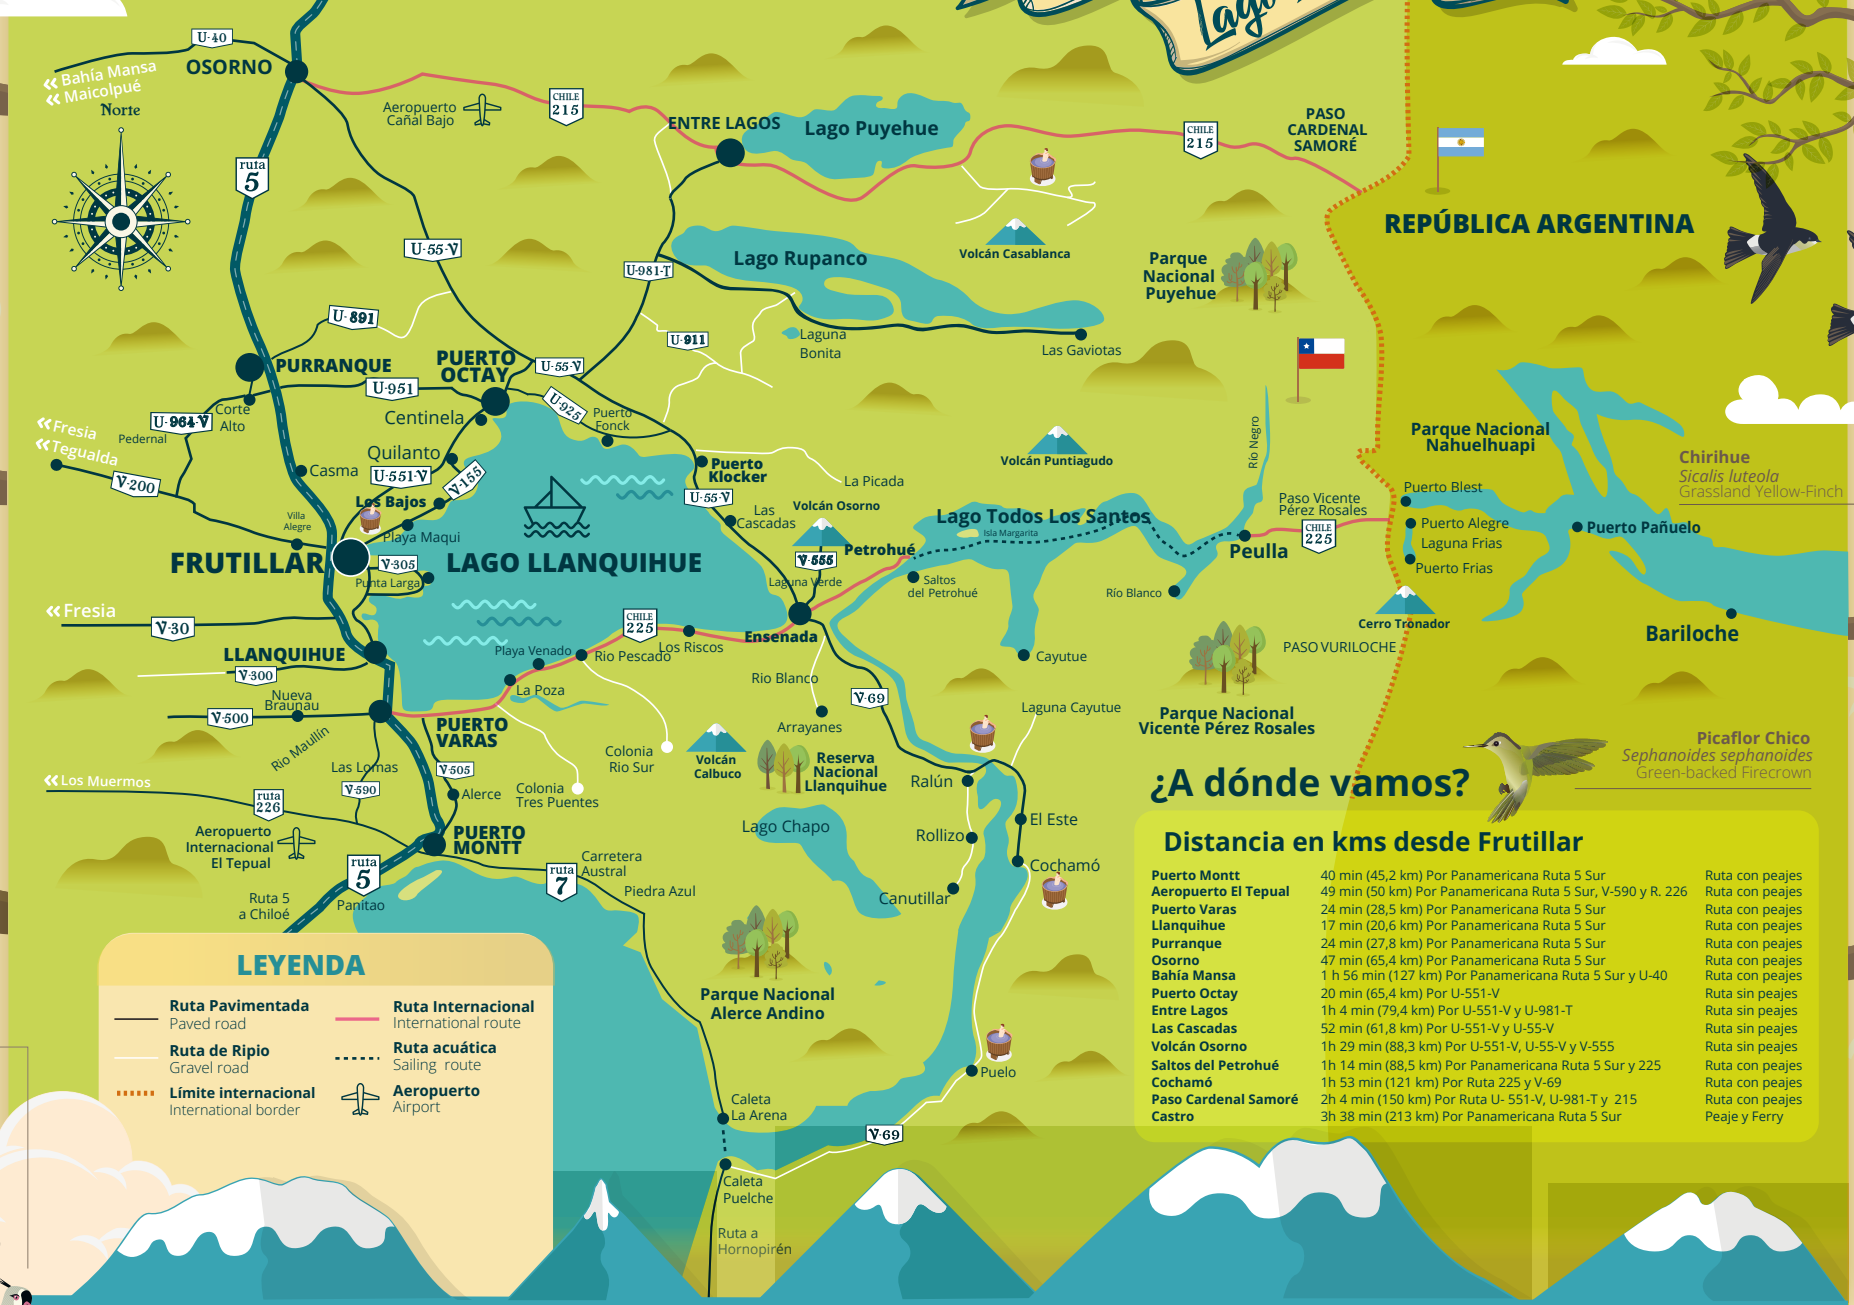 Lago
U-40
OSORNO
« Bahía Mansa
« Maicolpué
Norte
Aeropuerto
Cañal Bajo
CHILE
215
ENTRE LAGOS
Lago Puyehue
CHILE
215
PASO
CARDENAL
SAMORÉ
ruta
5
REPÚBLICA ARGENTINA
U-55-V
U-981-T
Lago Rupanco
Volcán Casablanca
Parque
Nacional
Puyehue
U-891
U-911
Laguna
Bonita
Las Gaviotas
PURRANQUE
PUERTO
OCTAY
U-55-V
U-951
U-925
Corte
Alto
U-964-V
Pedernal
Centinela
Puerto
Fonck
« Fresia
« Tegualda
Quilanto
Casma
U-551-V
V-155
V-200
Puerto
Klocker
U-55-V
La Picada
Volcán Puntiagudo
Río Negro
Parque Nacional
Nahuelhuapi
Chirihue
Sicalis luteola
Grassland Yellow-Finch
Los Bajos
Villa
Alegre
Playa Maqui
Las
Cascadas
Volcán Osorno
Lago Todos Los Santos
Isla Margarita
Paso Vicente
Pérez Rosales
CHILE
225
Puerto Blest
Puerto Alegre
Laguna Frias
Puerto Frias
Puerto Pañuelo
FRUTILLAR
V-305
Punta Larga
LAGO LLANQUIHUE
V-555
Petrohué
Laguna Verde
Saltos
del Petrohué
Peulla
Río Blanco
Cerro Tronador
Bariloche
« Fresia
V-30
CHILE
225
Los Riscos
Ensenada
LLANQUIHUE
V-300
Playa Venado
Rio Pescado
La Poza
Rio Blanco
Cayutue
PASO VURILOCHE
Nueva
Braunau
V-500
V-69
Arrayanes
Laguna Cayutue
Parque Nacional
Vicente Pérez Rosales
PUERTO
VARAS
Rio Maullín
Las Lomas
V-505
Colonia
Rio Sur
Volcán
Calbuco
Reserva
Nacional
Llanquihue
Picaflor Chico
Sephanoides sephanoides
Green-backed Firecrown
« Los Muermos
V-590
Alerce
Colonia
Tres Puentes
Ralún
ruta
226
Aeropuerto
Internacional
El Tepual
PUERTO
MONTT
Lago Chapo
Rollizo
El Este
Cochamó
Canutillar
ruta
5
ruta
7
Carretera
Austral
Piedra Azul
Ruta 5
a Chiloé
Panitao
Parque Nacional
Alerce Andino
Puelo
Caleta
La Arena
V-69
Caleta
Puelche
Ruta a
Hornopirén
LEYENDA
Ruta Pavimentada
Paved road
Ruta Internacional
International route
Ruta de Ripio
Gravel road
Ruta acuática
Sailing route
Límite internacional
International border
Aeropuerto
Airport
¿A dónde vamos?
Distancia en kms desde Frutillar
Puerto Montt 40 min (45,2 km) Por Panamericana Ruta 5 Sur Ruta con peajes
Aeropuerto El Tepual 49 min (50 km) Por Panamericana Ruta 5 Sur, V-590 y R. 226 Ruta con peajes
Puerto Varas 24 min (28,5 km) Por Panamericana Ruta 5 Sur Ruta con peajes
Llanquihue 17 min (20,6 km) Por Panamericana Ruta 5 Sur Ruta con peajes
Purranque 24 min (27,8 km) Por Panamericana Ruta 5 Sur Ruta con peajes
Osorno 47 min (65,4 km) Por Panamericana Ruta 5 Sur Ruta con peajes
Bahía Mansa 1 h 56 min (127 km) Por Panamericana Ruta 5 Sur y U-40 Ruta con peajes
Puerto Octay 20 min (65,4 km) Por U-551-V Ruta sin peajes
Entre Lagos 1h 4 min (79,4 km) Por U-551-V y U-981-T Ruta sin peajes
Las Cascadas 52 min (61,8 km) Por U-551-V y U-55-V Ruta sin peajes
Volcán Osorno 1h 29 min (88,3 km) Por U-551-V, U-55-V y V-555 Ruta sin peajes
Saltos del Petrohué 1h 14 min (88,5 km) Por Panamericana Ruta 5 Sur y 225 Ruta con peajes
Cochamó 1h 53 min (121 km) Por Ruta 225 y V-69 Ruta con peajes
Paso Cardenal Samoré 2h 4 min (150 km) Por Ruta U- 551-V, U-981-T y 215 Ruta con peajes
Castro 3h 38 min (213 km) Por Panamericana Ruta 5 Sur Peaje y Ferry